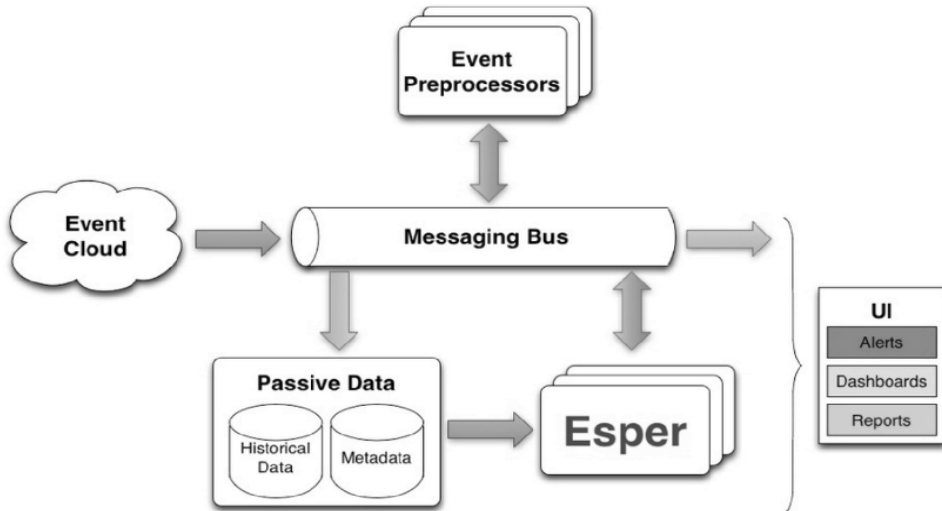 Event
Preprocessors
Event
Cloud
Messaging Bus
UI
Alerts
Dashboards
Reports
Passive Data
Historical
Data
Metadata
Esper